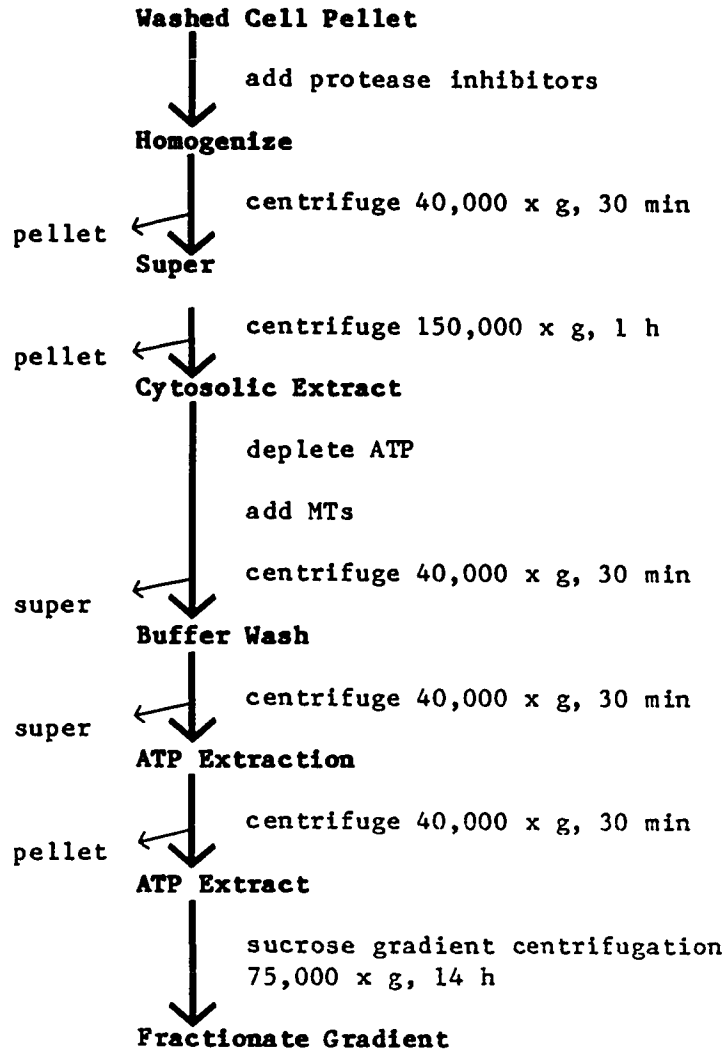 Washed Cell Pellet
add protease inhibitors
Homogenize
centrifuge 40,000 x g, 30 min
pellet
Super
centrifuge 150,000 x g, 1 h
pellet
Cytosolic Extract
deplete ATP
add MTs
centrifuge 40,000 x g, 30 min
super
Buffer Wash
centrifuge 40,000 x g, 30 min
super
ATP Extraction
centrifuge 40,000 x g, 30 min
pellet
ATP Extract
sucrose gradient centrifugation
75,000 x g, 14 h
Fractionate Gradient